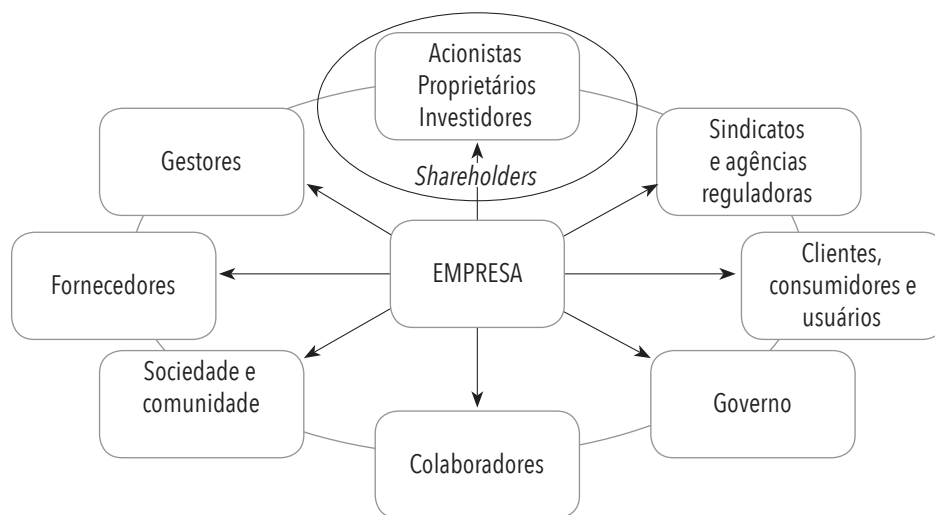 Acionistas
Proprietários
Investidores
Shareholders
Gestores
Sindicatos
e agências
reguladoras
Fornecedores
EMPRESA
Clientes,
consumidores e
usuários
Sociedade e
comunidade
Governo
Colaboradores